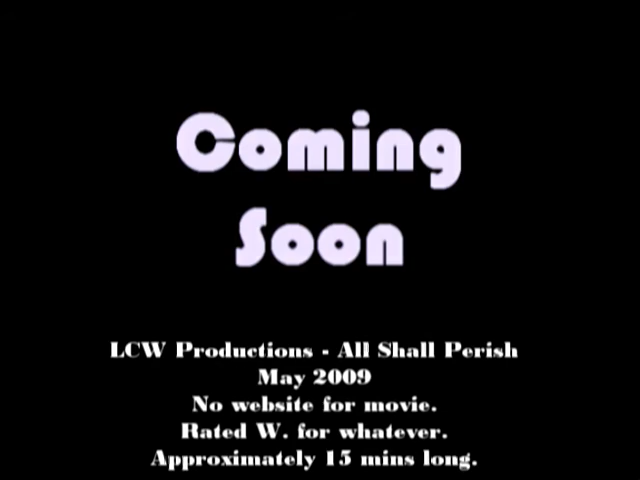 Coming
Soon
LCW Productions - All Shall Perish
May 2009
No website for movie.
Rated W. for whatever.
Approximately 15 mins long.